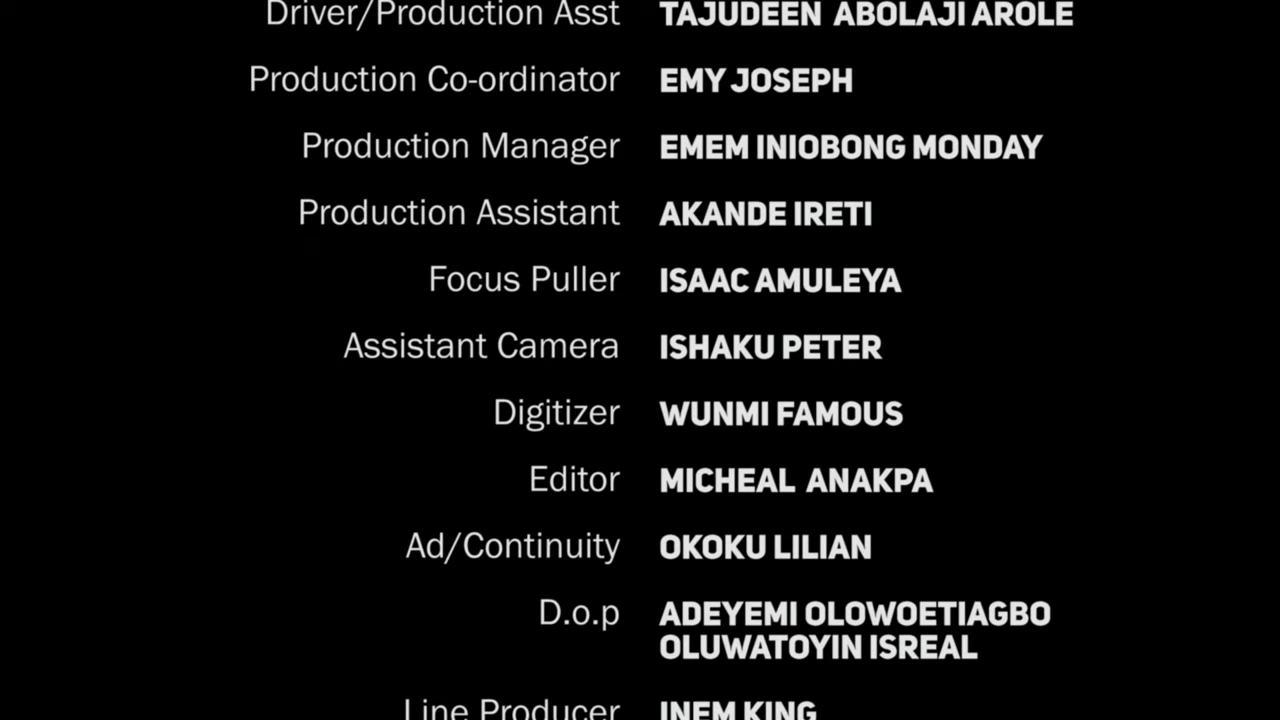 Driver/Production Asst TAJUDEEN ABOLAJI AROLE
Production Co-ordinator EMY JOSEPH
Production Manager EMEM INIOBONG MONDAY
Production Assistant AKANDE IRETI
Focus Puller ISAAC AMULEYA
Assistant Camera ISHAKU PETER
Digitizer WUNMI FAMOUS
Editor MICHEAL ANAKPA
Ad/Continuity OKOKU LILIAN
D.o.p ADEYEMI OLOWOETIAGBO
OLUWATOYIN ISREAL
Line Producer INEM KING